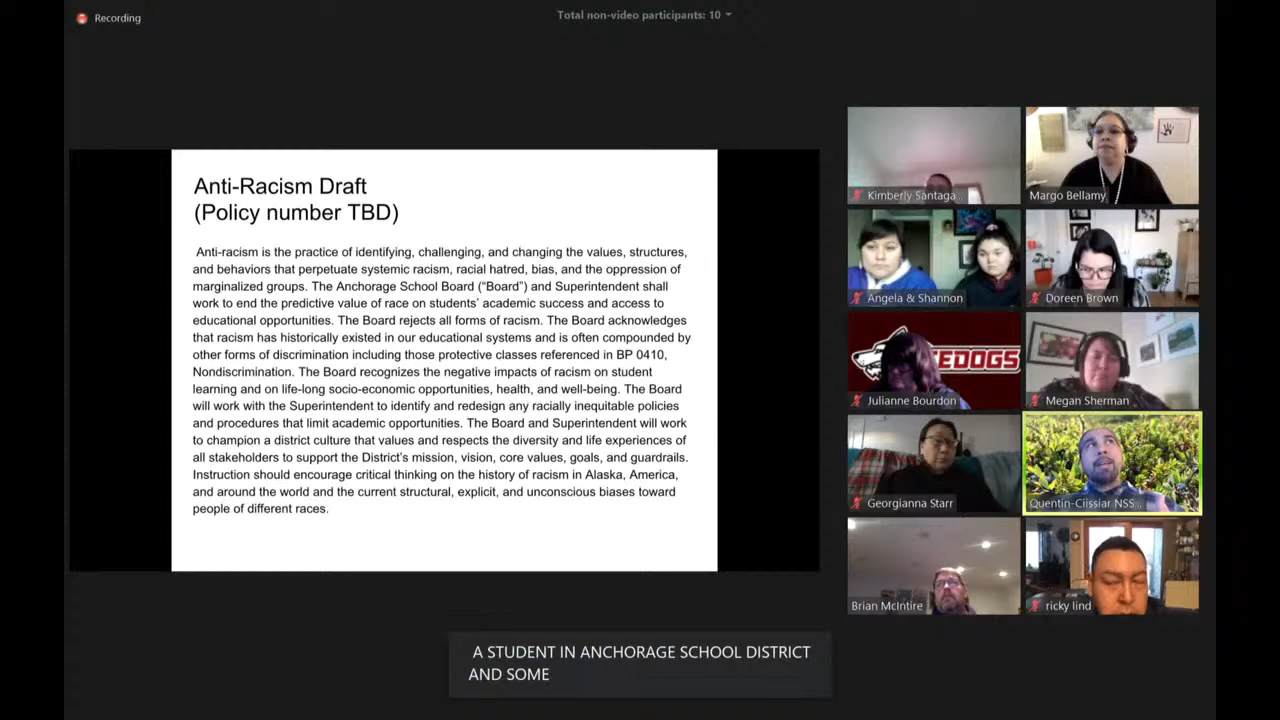 Recording
Total non-video participants: 10
Anti-Racism Draft
(Policy number TBD)
Anti-racism is the practice of identifying, challenging, and changing the values, structures,
and behaviors that perpetuate systemic racism, racial hatred, bias, and the oppression of
marginalized groups. The Anchorage School Board (“Board”) and Superintendent shall
work to end the predictive value of race on students’ academic success and access to
educational opportunities. The Board rejects all forms of racism. The Board acknowledges
that racism has historically existed in our educational systems and is often compounded by
other forms of discrimination including those protective classes referenced in BP 0410,
Nondiscrimination. The Board recognizes the negative impacts of racism on student
learning and on life-long socio-economic opportunities, health, and well-being. The Board
will work with the Superintendent to identify and redesign any racially inequitable policies
and procedures that limit academic opportunities. The Board and Superintendent will work
to champion a district culture that values and respects the diversity and life experiences of
all stakeholders to support the District’s mission, vision, core values, goals, and guardrails.
Instruction should encourage critical thinking on the history of racism in Alaska, America,
and around the world and the current structural, explicit, and unconscious biases toward
people of different races.
Kimberly Santaga...
Margo Bellamy
Angela & Shannon
Doreen Brown
EDOGS
Julianne Bourdon
Megan Sherman
Georgianna Starr
Quentin-Ciissíar NSS...
Brian McIntire
ricky lind
A STUDENT IN ANCHORAGE SCHOOL DISTRICT
AND SOME